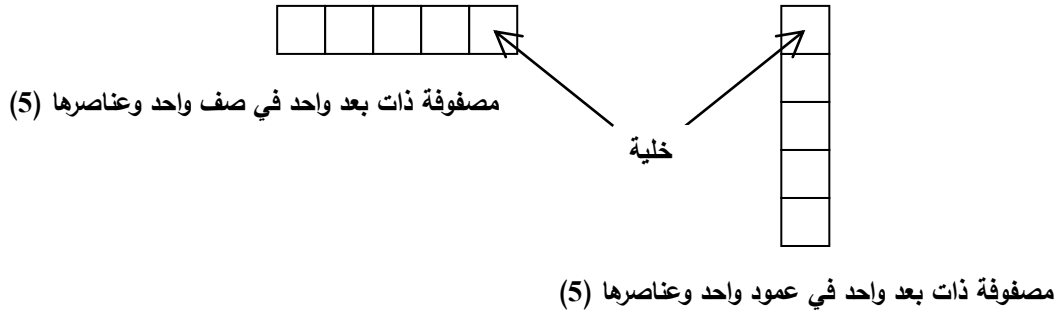 مصفوفة ذات بعد واحد في صف واحد وعناصرها (5)
خلية
مصفوفة ذات بعد واحد في عمود واحد وعناصرها (5)